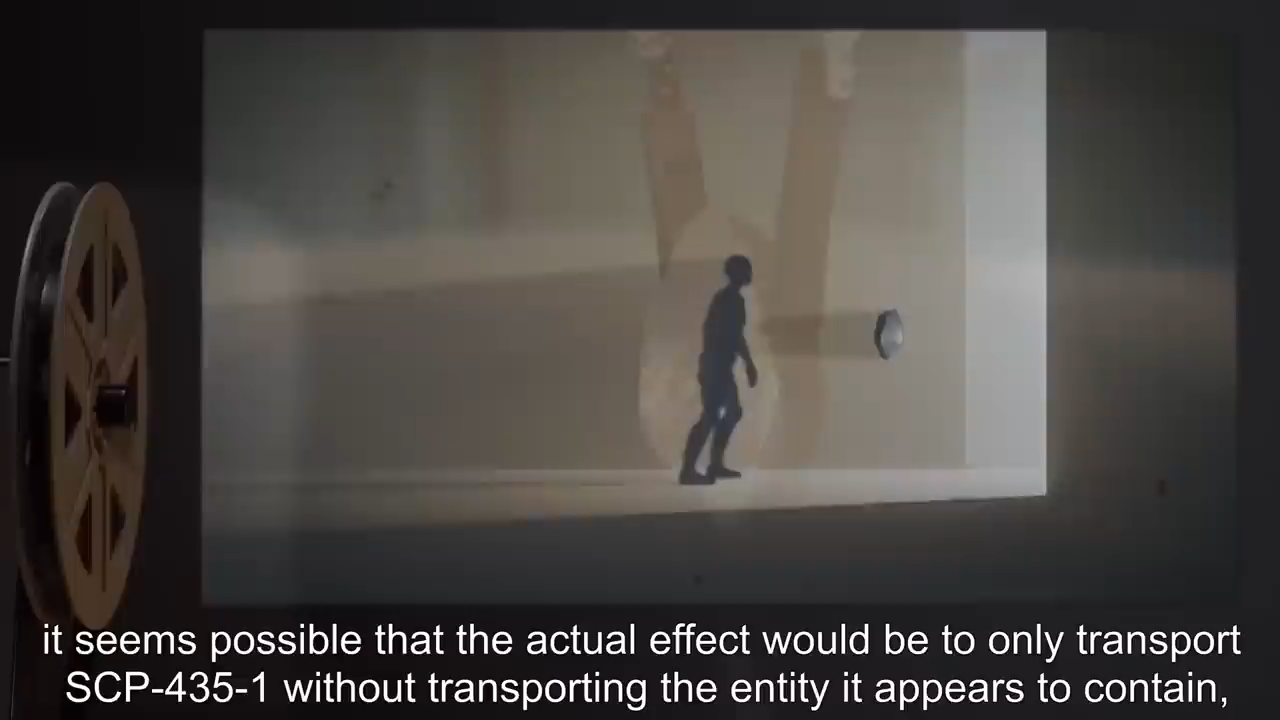 it seems possible that the actual effect would be to only transport
SCP-435-1 without transporting the entity it appears to contain,